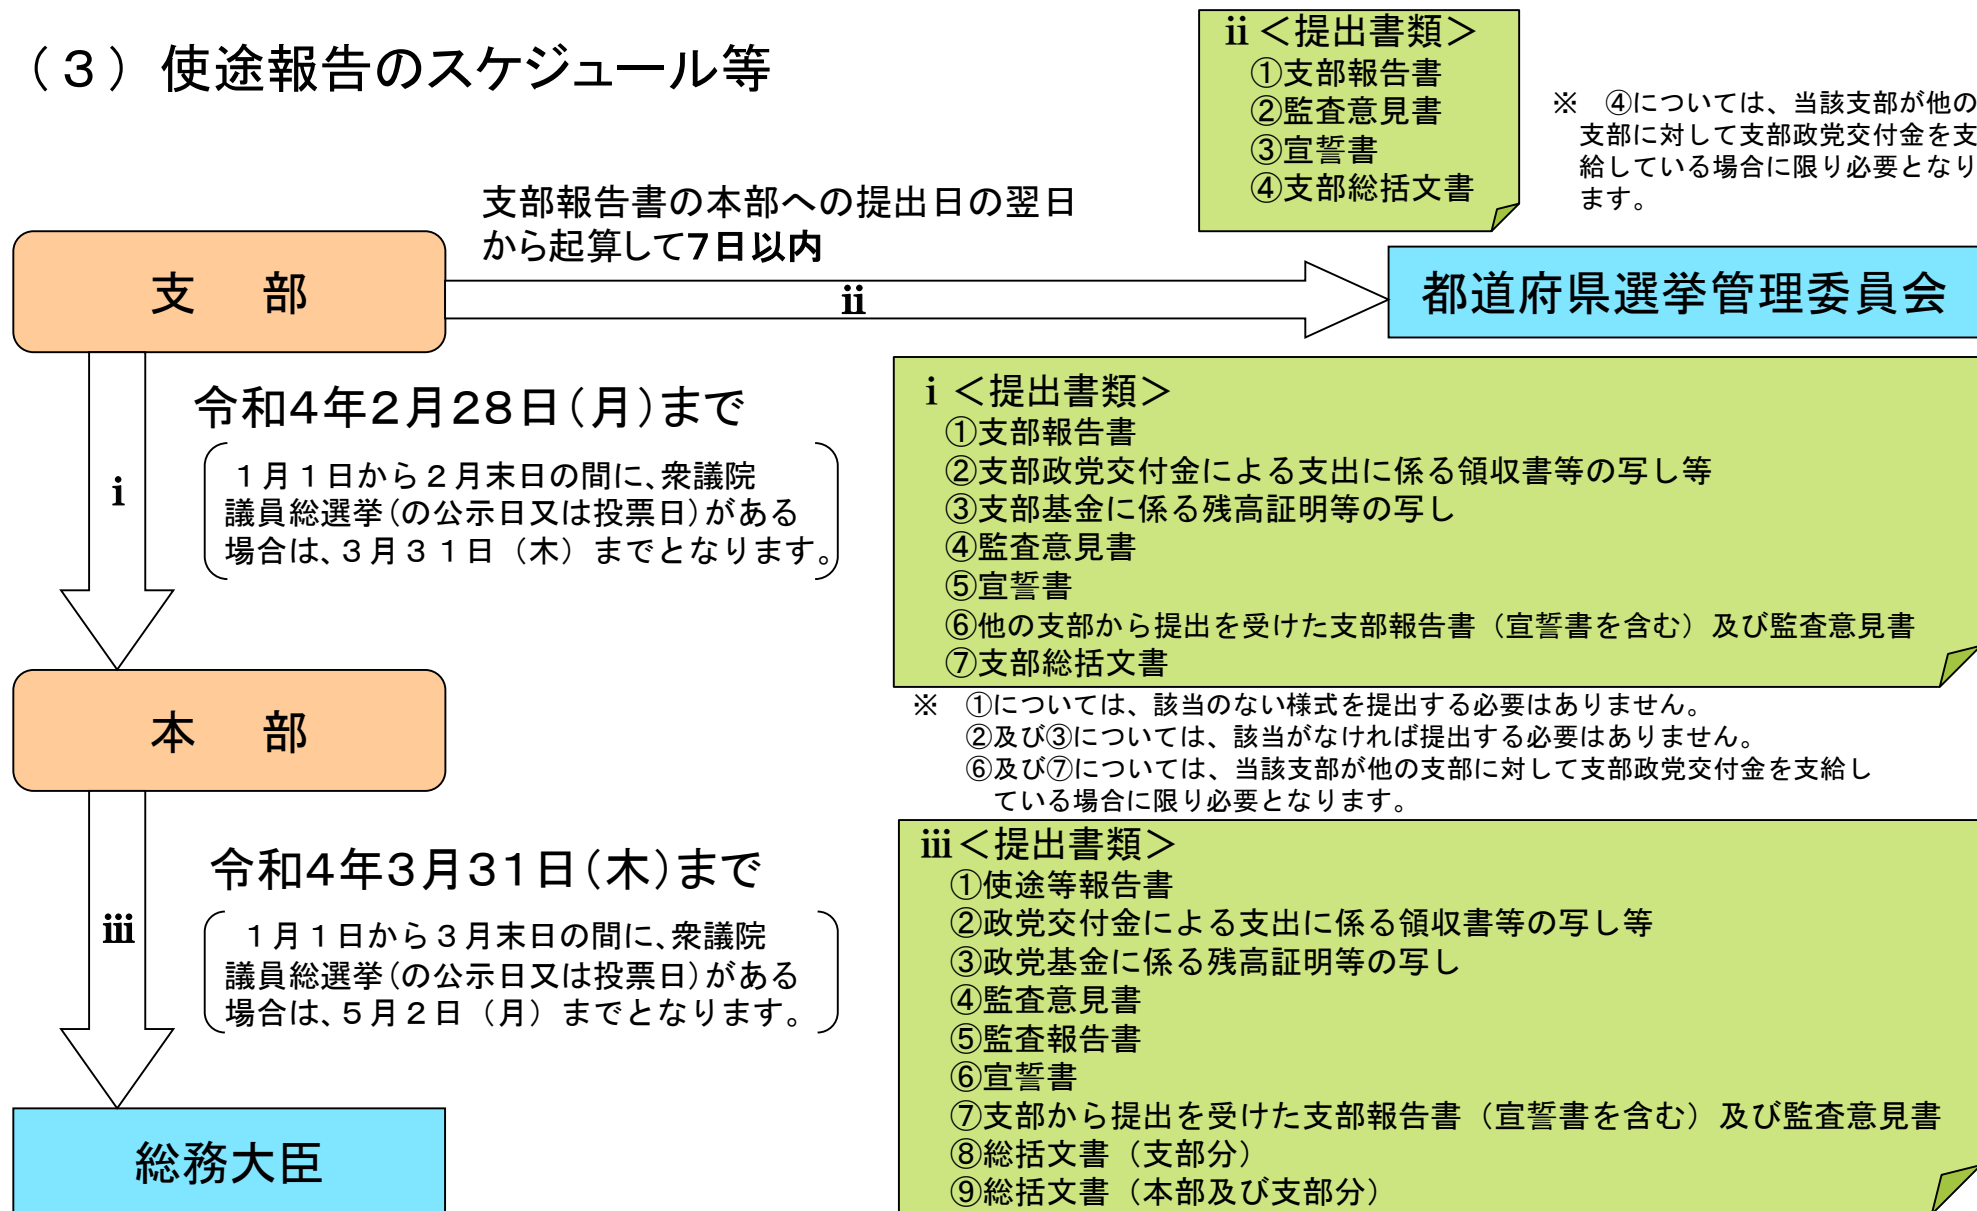 （３）使途報告のスケジュール等
ⅱ＜提出書類＞
①支部報告書
②監査意見書
③宣誓書
④支部総括文書
※　④については、当該支部が他の
支部に対して支部政党交付金を支
給している場合に限り必要となり
ます。
支部報告書の本部への提出日の翌日
から起算して7日以内
支　部
ⅱ
都道府県選挙管理委員会
ⅰ
令和4年2月28日(月)まで
１月１日から２月末日の間に、衆議院
議員総選挙(の公示日又は投票日)がある
場合は、３月３１日（木）までとなります。
ⅰ＜提出書類＞
①支部報告書
②支部政党交付金による支出に係る領収書等の写し等
③支部基金に係る残高証明等の写し
④監査意見書
⑤宣誓書
⑥他の支部から提出を受けた支部報告書（宣誓書を含む）及び監査意見書
⑦支部総括文書
※　①については、該当のない様式を提出する必要はありません。
②及び③については、該当がなければ提出する必要はありません。
⑥及び⑦については、当該支部が他の支部に対して支部政党交付金を支給し
ている場合に限り必要となります。
本　部
ⅲ
令和4年3月31日(木)まで
１月１日から３月末日の間に、衆議院
議員総選挙(の公示日又は投票日)がある
場合は、５月２日（月）までとなります。
ⅲ＜提出書類＞
①使途等報告書
②政党交付金による支出に係る領収書等の写し等
③政党基金に係る残高証明等の写し
④監査意見書
⑤監査報告書
⑥宣誓書
⑦支部から提出を受けた支部報告書（宣誓書を含む）及び監査意見書
⑧総括文書（支部分）
⑨総括文書（本部及び支部分）
総務大臣